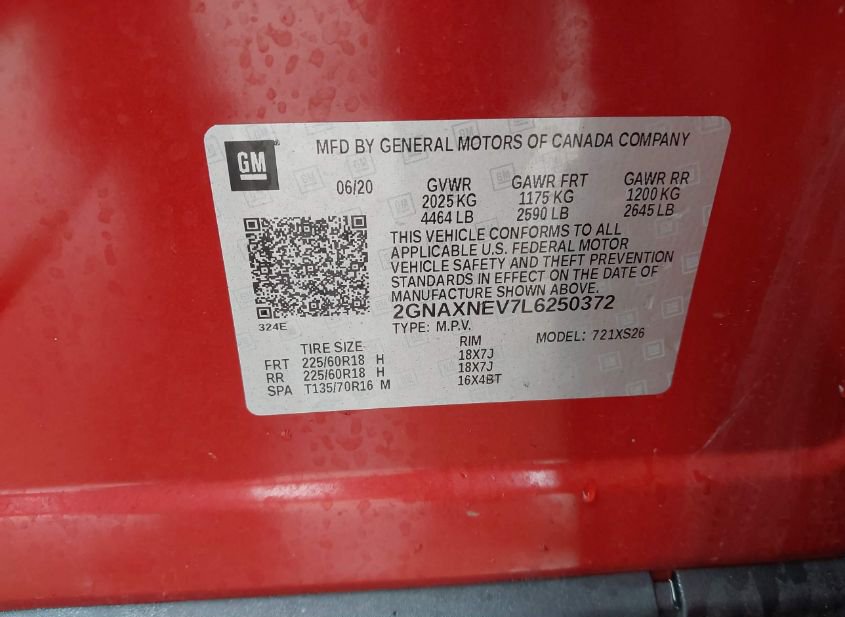 GM
MFD BY GENERAL MOTORS OF CANADA COMPANY
06/20 GVWR GAWR FRT GAWR RR
2025 KG 1175 KG 1200 KG
4464 LB 2590 LB 2645 LB
THIS VEHICLE CONFORMS TO ALL
APPLICABLE U.S. FEDERAL MOTOR
VEHICLE SAFETY AND THEFT PREVENTION
STANDARDS IN EFFECT ON THE DATE OF
MANUFACTURE SHOWN ABOVE.
2GNAXNEV7L6250372
324E
TYPE: M.P.V. MODEL: 721XS26
TIRE SIZE RIM
FRT 225/60R18 H 18X7J
RR 225/60R18 H 18X7J
SPA T135/70R16 M 16X4BT